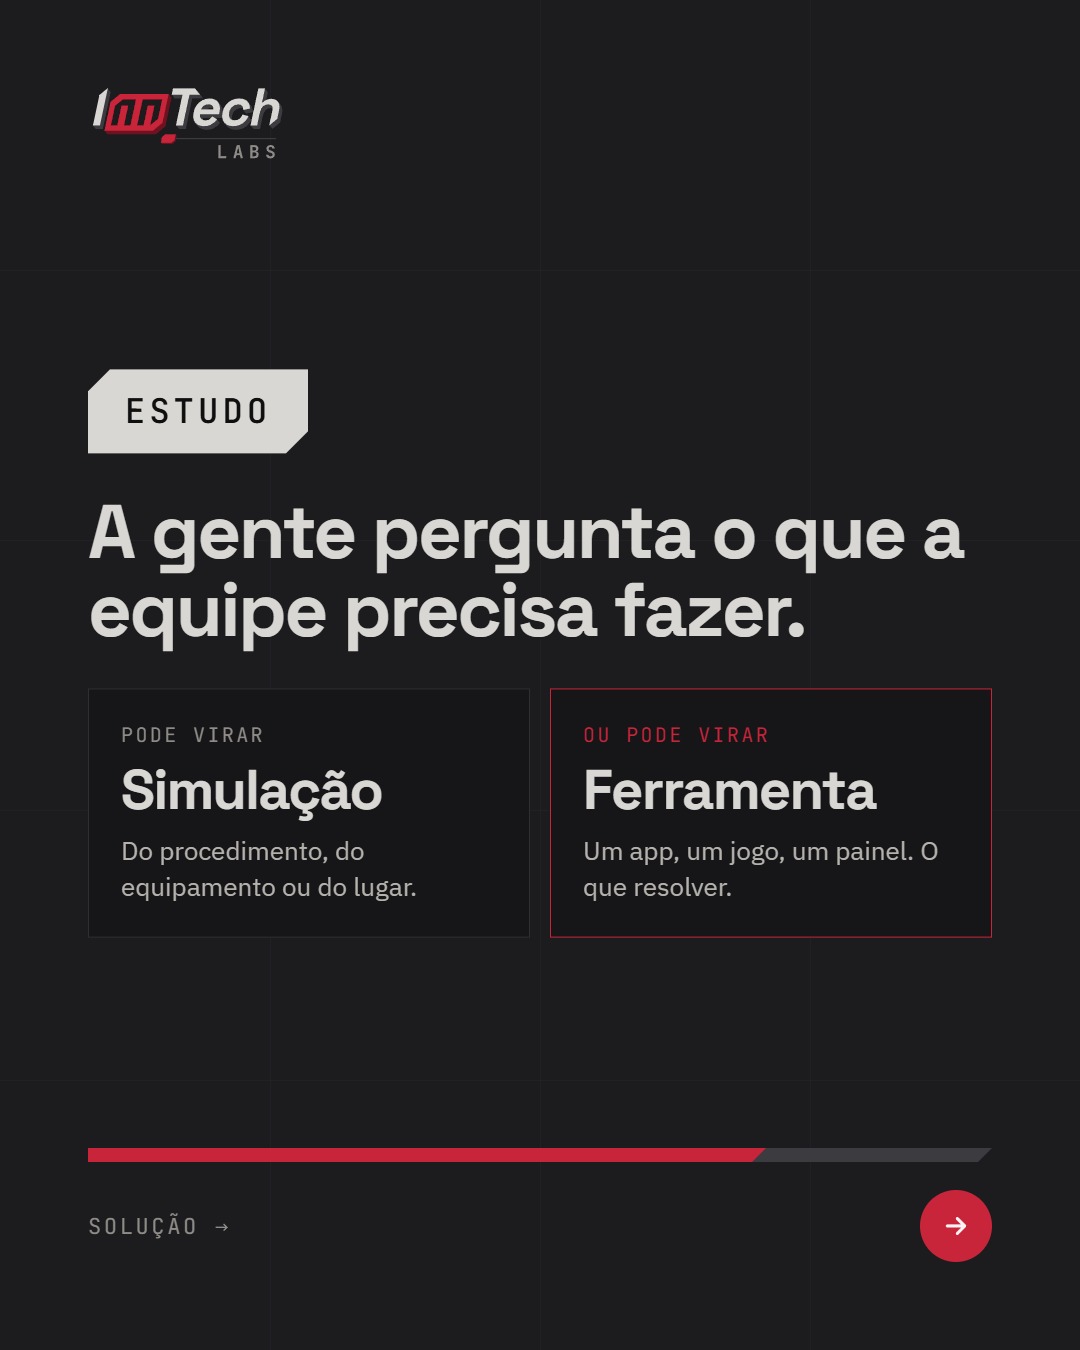 ImTech
LABS
ESTUDO
A gente pergunta o que a
equipe precisa fazer.
PODE VIRAR
Simulação
Do procedimento, do
equipamento ou do lugar.
OU PODE VIRAR
Ferramenta
Um app, um jogo, um painel. O
que resolver.
SOLUÇÃO →